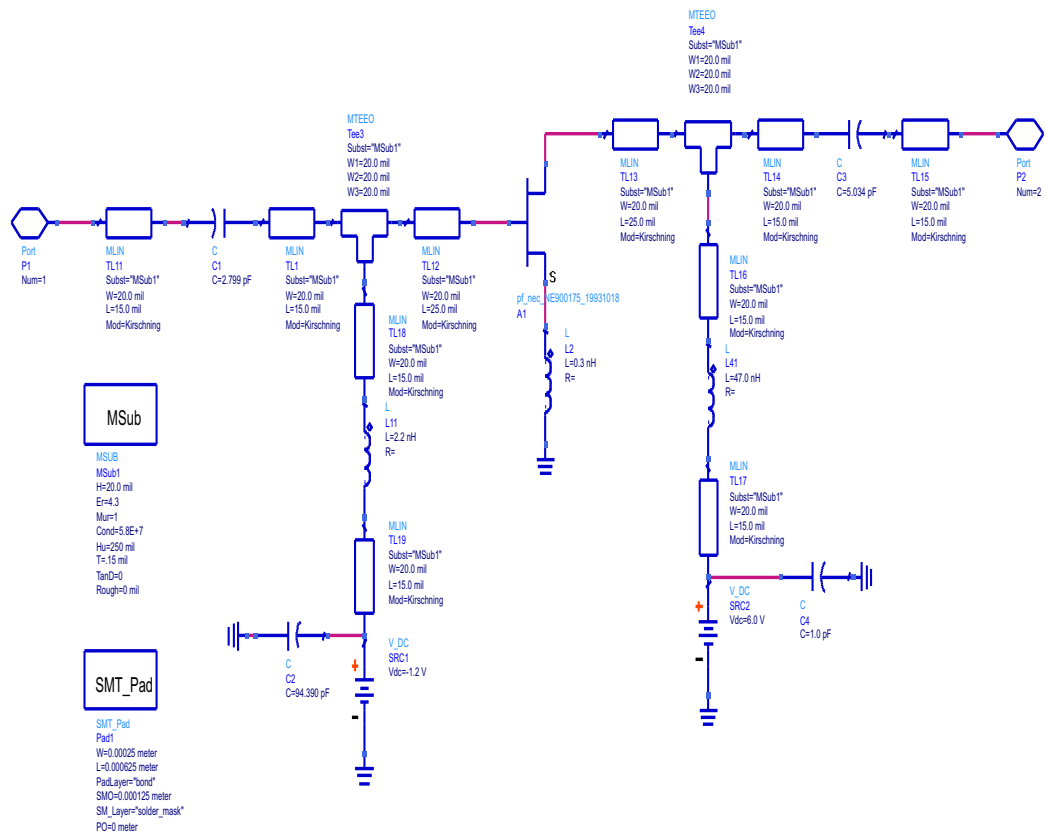 MTEEO
Tee4
Subst="MSub1"
W1=20.0 mil
W2=20.0 mil
W3=20.0 mil
MTEEO
Tee3
Subst="MSub1"
W1=20.0 mil
W2=20.0 mil
W3=20.0 mil
MLIN
TL13
Subst="MSub1"
W=20.0 mil
L=25.0 mil
Mod=Kirschning
MLIN
TL14
Subst="MSub1"
W=20.0 mil
L=15.0 mil
Mod=Kirschning
C
C3
C=5.034 pF
MLIN
TL15
Subst="MSub1"
W=20.0 mil
L=15.0 mil
Mod=Kirschning
Port
P2
Num=2
Port
P1
Num=1
MLIN
TL11
Subst="MSub1"
W=20.0 mil
L=15.0 mil
Mod=Kirschning
C
C1
C=2.799 pF
MLIN
TL1
Subst="MSub1"
W=20.0 mil
L=15.0 mil
Mod=Kirschning
MLIN
TL12
Subst="MSub1"
W=20.0 mil
L=25.0 mil
Mod=Kirschning
S
pf_nec_NE900175_19931018
A1
MLIN
TL16
Subst="MSub1"
W=20.0 mil
L=15.0 mil
Mod=Kirschning
MLIN
TL18
Subst="MSub1"
W=20.0 mil
L=15.0 mil
Mod=Kirschning
L
L2
L=0.3 nH
R=
L
L41
L=47.0 nH
R=
L
L11
L=2.2 nH
R=
MSub
MSUB
MSub1
H=20.0 mil
Er=4.3
Mur=1
Cond=5.8E+7
Hu=250 mil
T=.15 mil
TanD=0
Rough=0 mil
MLIN
TL17
Subst="MSub1"
W=20.0 mil
L=15.0 mil
Mod=Kirschning
MLIN
TL19
Subst="MSub1"
W=20.0 mil
L=15.0 mil
Mod=Kirschning
+
V_DC
SRC2
Vdc=6.0 V
-
C
C4
C=1.0 pF
C
C2
C=94.390 pF
+
V_DC
SRC1
Vdc=-1.2 V
-
SMT_Pad
SMT_Pad
Pad1
W=0.00025 meter
L=0.000625 meter
PadLayer="bond"
SMO=0.000125 meter
SM_Layer="solder_mask"
PO=0 meter